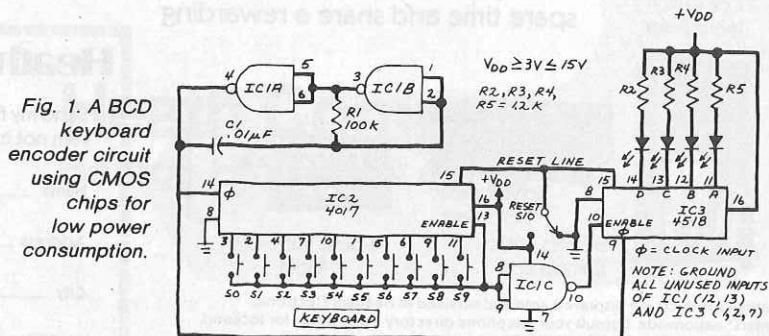 spare time and share a rewarding
Fig. 1. A BCD
keyboard
encoder circuit
using CMOS
chips for
low power
consumption.
4
IC1A
5
6
3
IC1B
1
2
R1
100K
C1
.01µF
VDD ≥ 3V ≤ 15V
R2, R3, R4,
R5 = 1.2K
+VDD
R2
R3
R4
R5
14 13 12 11
D C B A
16
15
8
10
ENABLE
IC3
4518
φ
9
φ = CLOCK INPUT
RESET LINE
RESET
S10
14
φ
8
IC2
4017
15
+VDD
16
13
ENABLE
3 2 4 7 10 1 5 6 9 11
S0 S1 S2 S3 S4 S5 S6 S7 S8 S9
KEYBOARD
14
8
9
IC1C
10
7
NOTE: GROUND
ALL UNUSED INPUTS
OF IC1 (12,13)
AND IC3 (1,2,7)